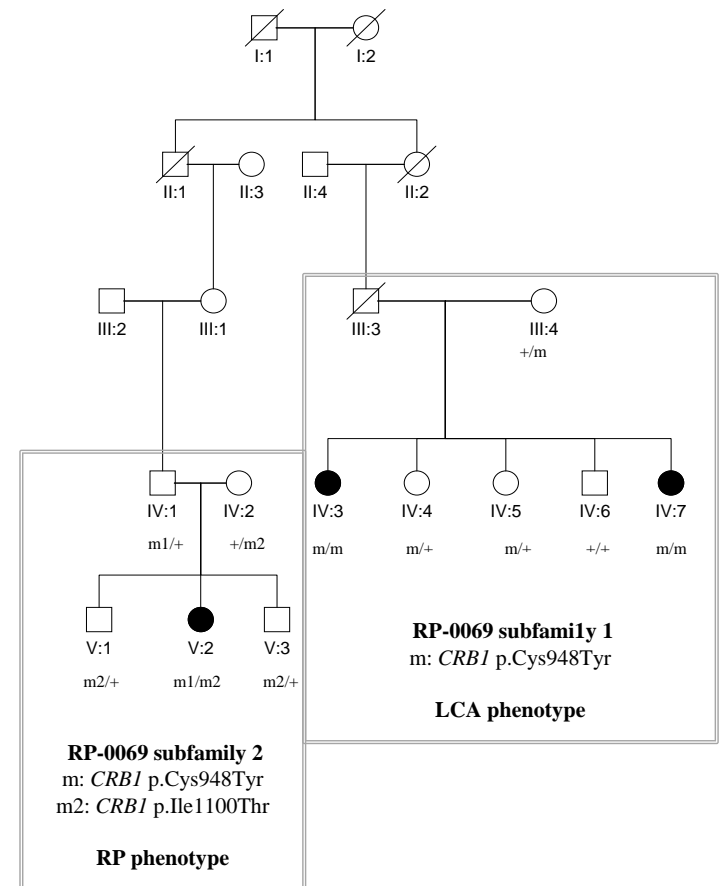 I:1 I:2
II:1 II:3 II:4 II:2
III:2 III:1 III:3 III:4
+/m
IV:1 IV:2 IV:3 IV:4 IV:5 IV:6 IV:7
m1/+ +/m2 m/m m/+ m/+ +/+ m/m
V:1 V:2 V:3
m2/+ m1/m2 m2/+
RP-0069 subfami1y 1
m: CRB1 p.Cys948Tyr
LCA phenotype
RP-0069 subfamily 2
m: CRB1 p.Cys948Tyr
m2: CRB1 p.Ile1100Thr
RP phenotype